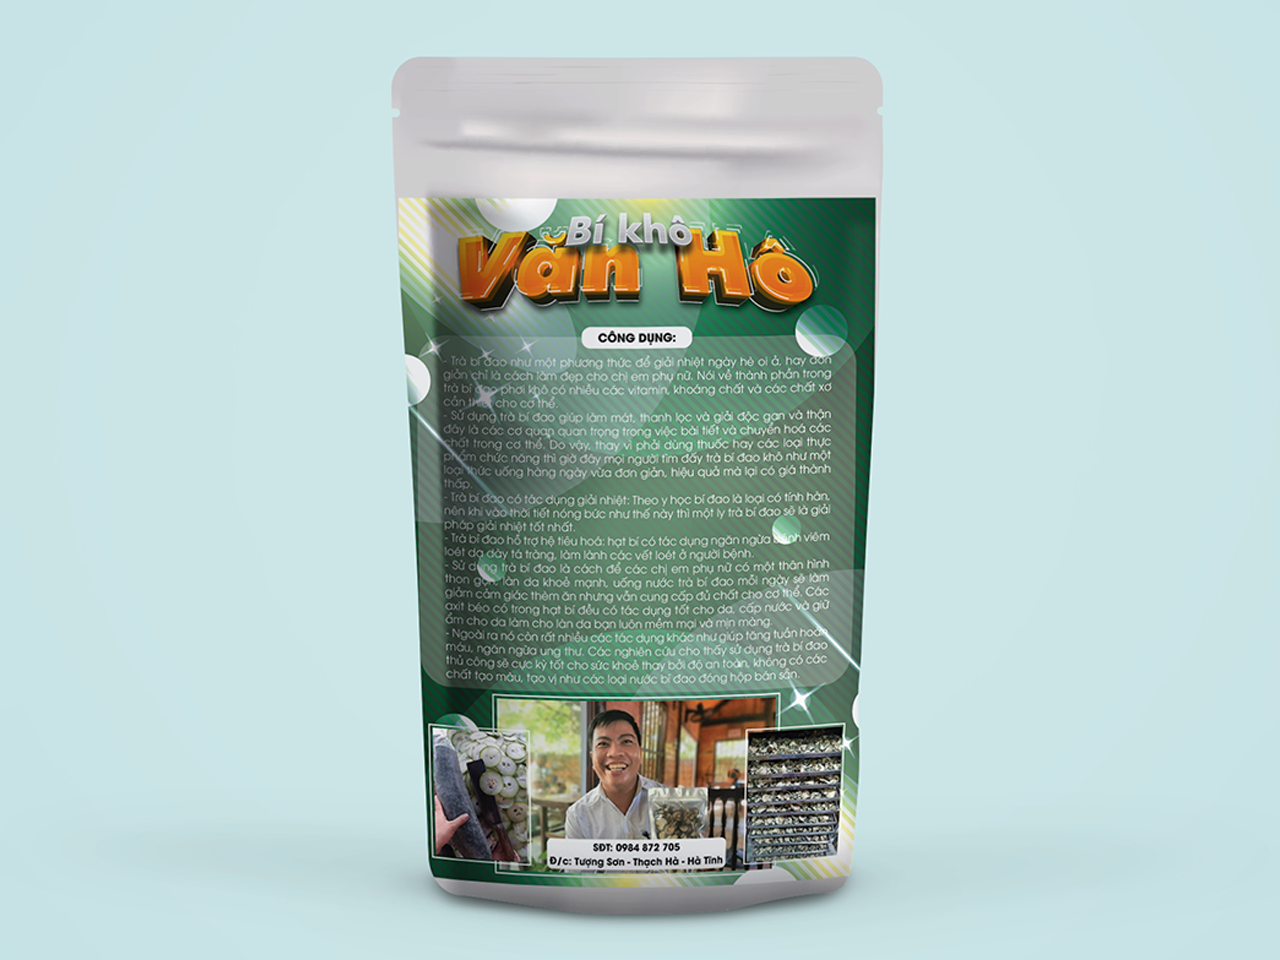 Bí khô
Văn Hô
CÔNG DỤNG:
- Trà bí đao như một phương thức để giải nhiệt ngày hè oi ả, hay đơn
giản chỉ là cách làm đẹp cho chị em phụ nữ. Nói về thành phần trong
trà bí đao phơi khô có nhiều các vitamin, khoáng chất và các chất xơ
cần thiết cho cơ thể.
- Sử dụng trà bí đao giúp làm mát, thanh lọc và giải độc gan và thận
đây là các cơ quan quan trọng trong việc bài tiết và chuyển hoá các
chất trong cơ thể. Do vậy, thay vì phải dùng thuốc hay các loại thực
phẩm chức năng thì giờ đây mọi người tìm đấy trà bí đao khô như một
loại thức uống hàng ngày vừa đơn giản, hiệu quả mà lại có giá thành
thấp.
- Trà bí đao có tác dụng giải nhiệt: Theo y học bí đao là loại có tính hàn,
nên khi vào thời tiết nóng bức như thế này thì một ly trà bí đao sẽ là giải
pháp giải nhiệt tốt nhất.
- Trà bí đao hỗ trợ hệ tiêu hoá: hạt bí có tác dụng ngăn ngừa bệnh viêm
loét dạ dày tá tràng, làm lành các vết loét ở người bệnh.
- Sử dụng trà bí đao là cách để các chị em phụ nữ có một thân hình
thon gọn, làn da khoẻ mạnh, uống nước trà bí đao mỗi ngày sẽ làm
giảm cảm giác thèm ăn nhưng vẫn cung cấp đủ chất cho cơ thể. Các
axit béo có trong hạt bí đều có tác dụng tốt cho da, cấp nước và giữ
ẩm cho da làm cho làn da bạn luôn mềm mại và mịn màng.
- Ngoài ra nó còn rất nhiều các tác dụng khác như giúp tăng tuần hoàn
máu, ngăn ngừa ung thư. Các nghiên cứu cho thấy sử dụng trà bí đao
thủ công sẽ cực kỳ tốt cho sức khoẻ thay bởi độ an toàn, không có các
chất tạo màu, tạo vị như các loại nước bí đao đóng hộp bán sẵn.
SĐT: 0984 872 705
Đ/c: Tượng Sơn - Thạch Hà - Hà Tĩnh